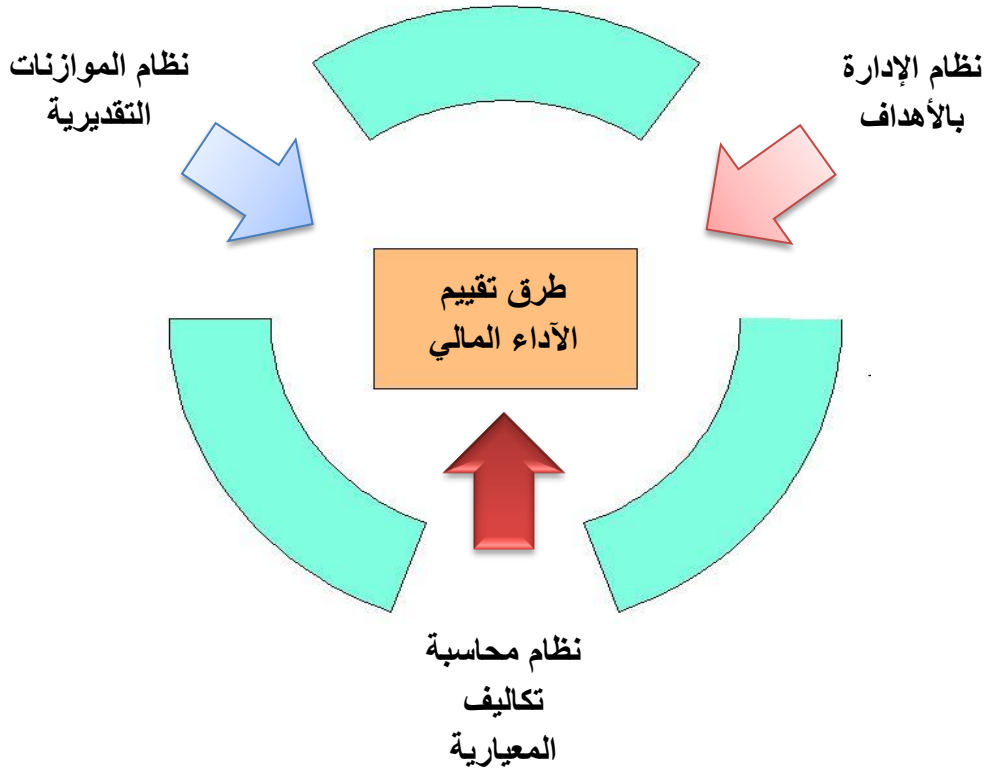 نظام الإدارة
بالأهداف
نظام الموازنات
التقديرية
طرق تقييم
الآداء المالي
نظام محاسبة
تكاليف
المعيارية